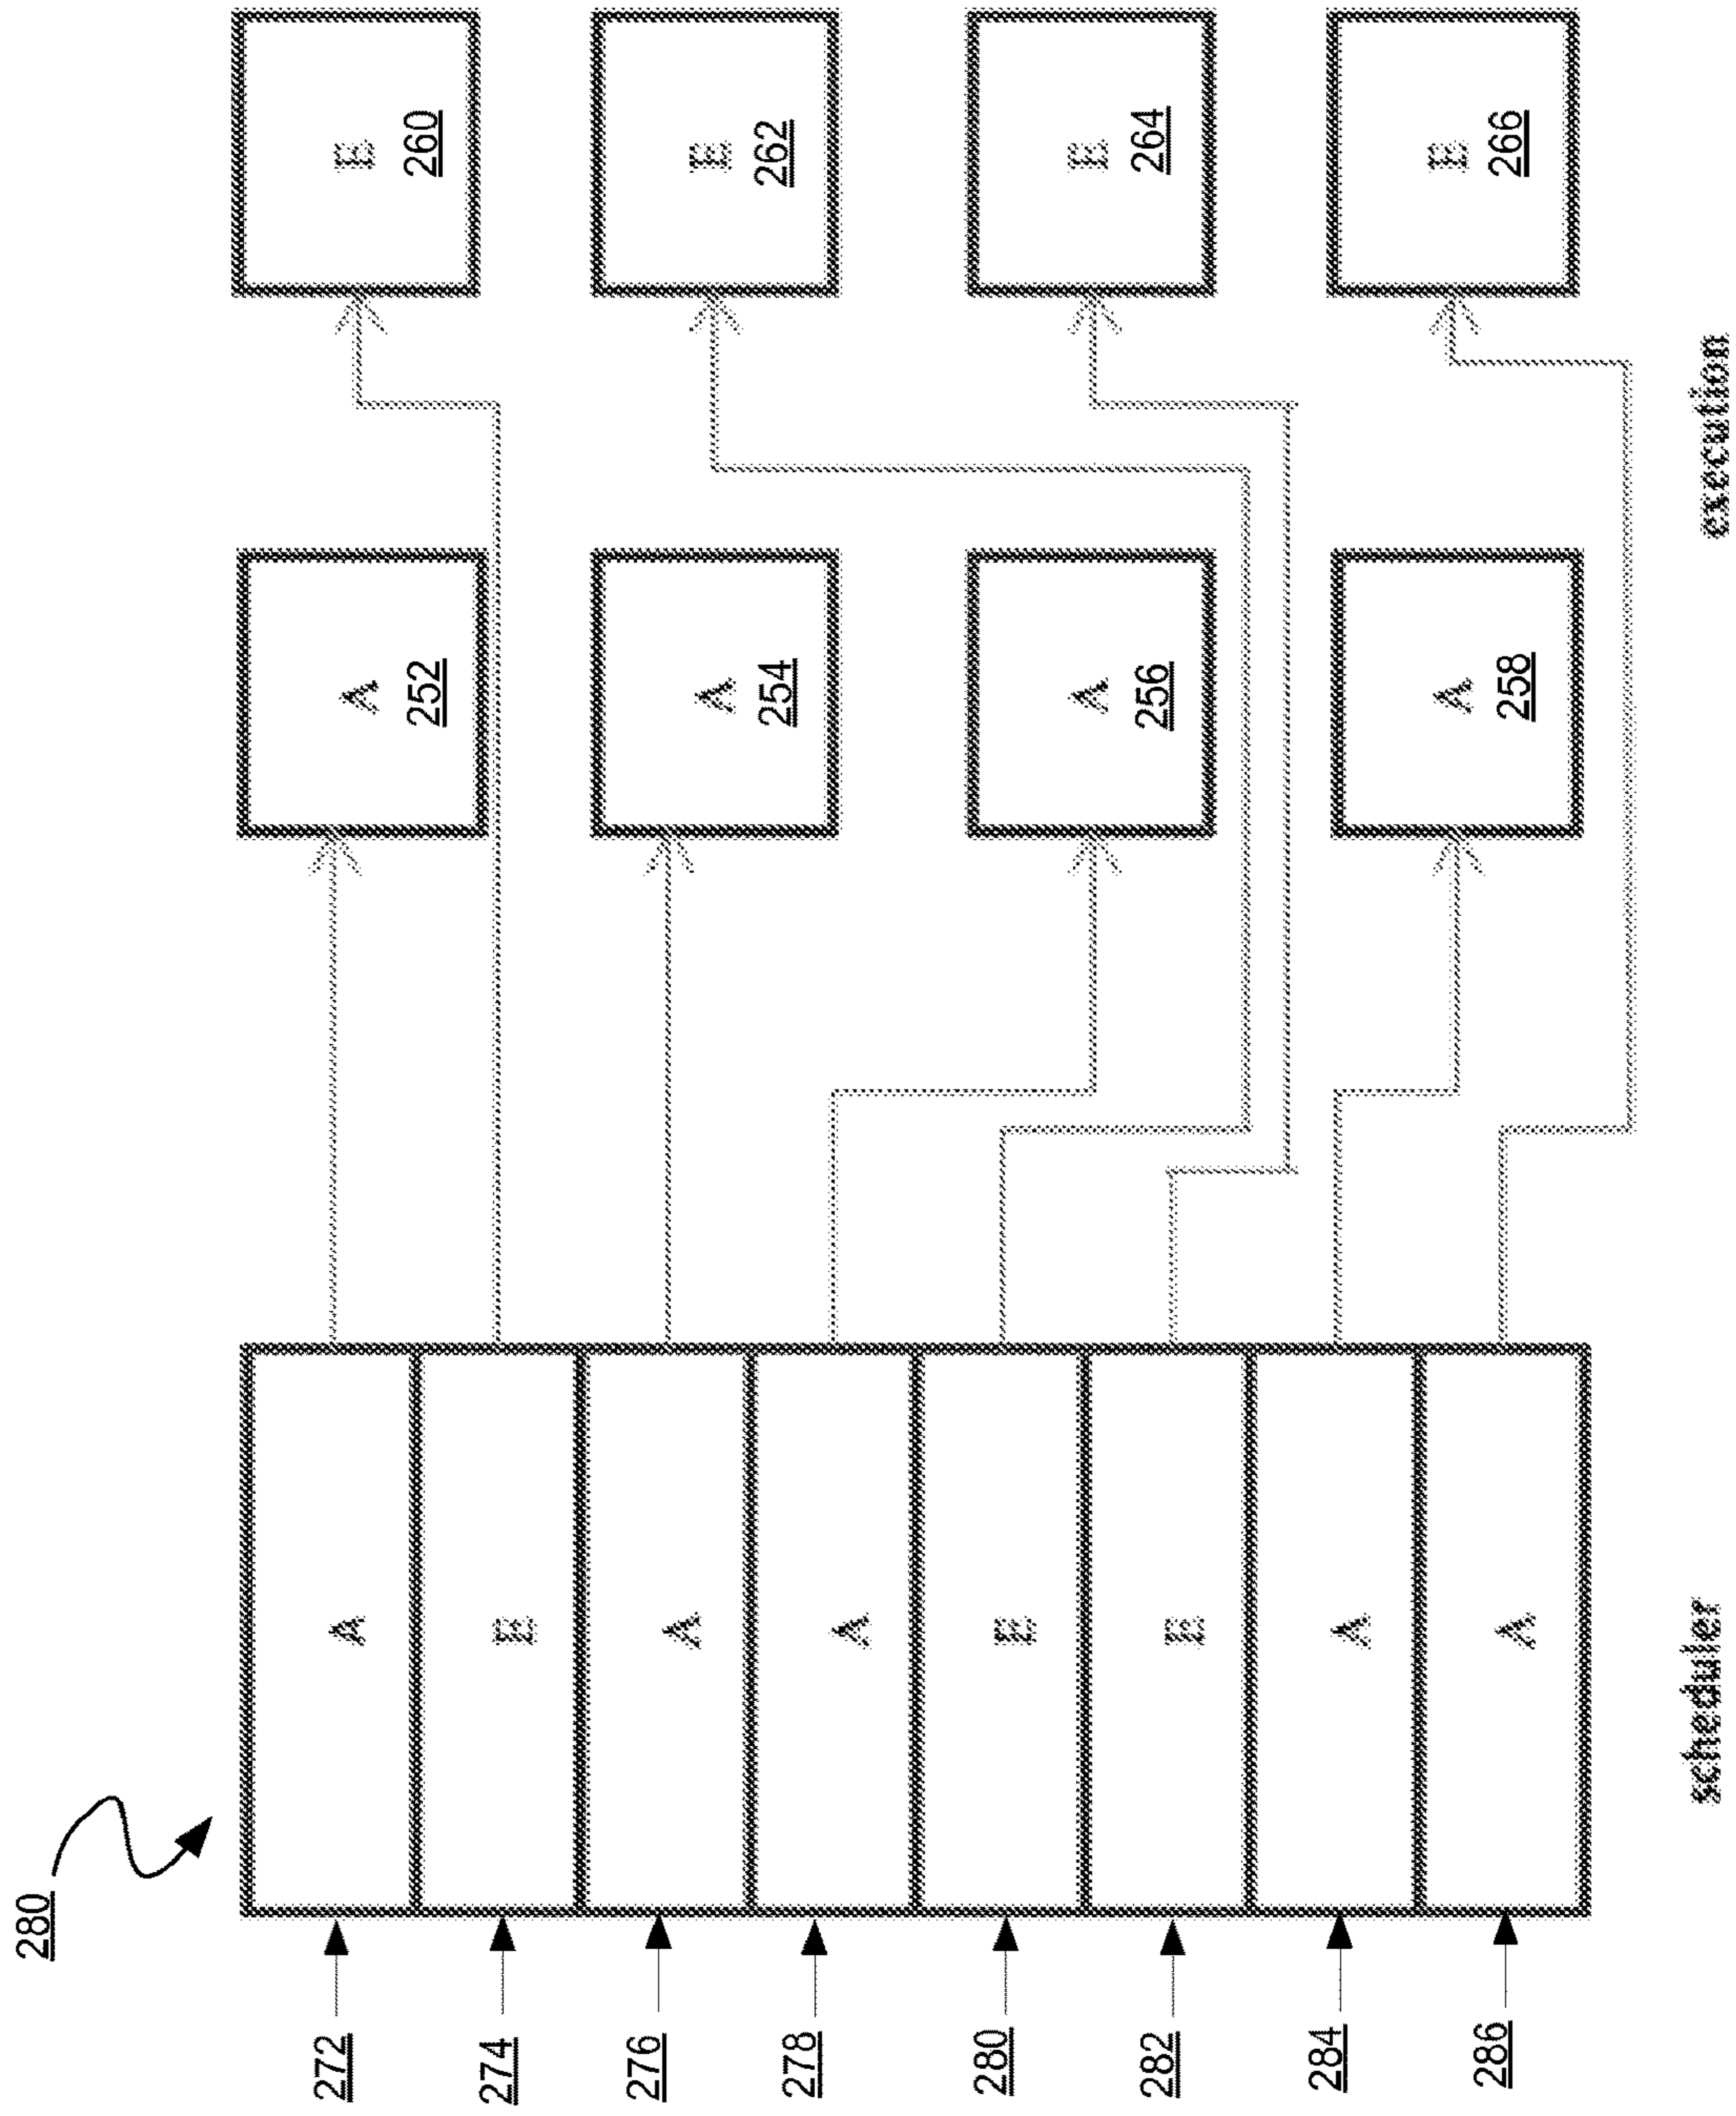 280
272 A A E
252 260
274 E
276 A A E
254 262
278 A
280 E
A E
256 264
282 E
284 A
A E
258 266
286 A
scheduler execution